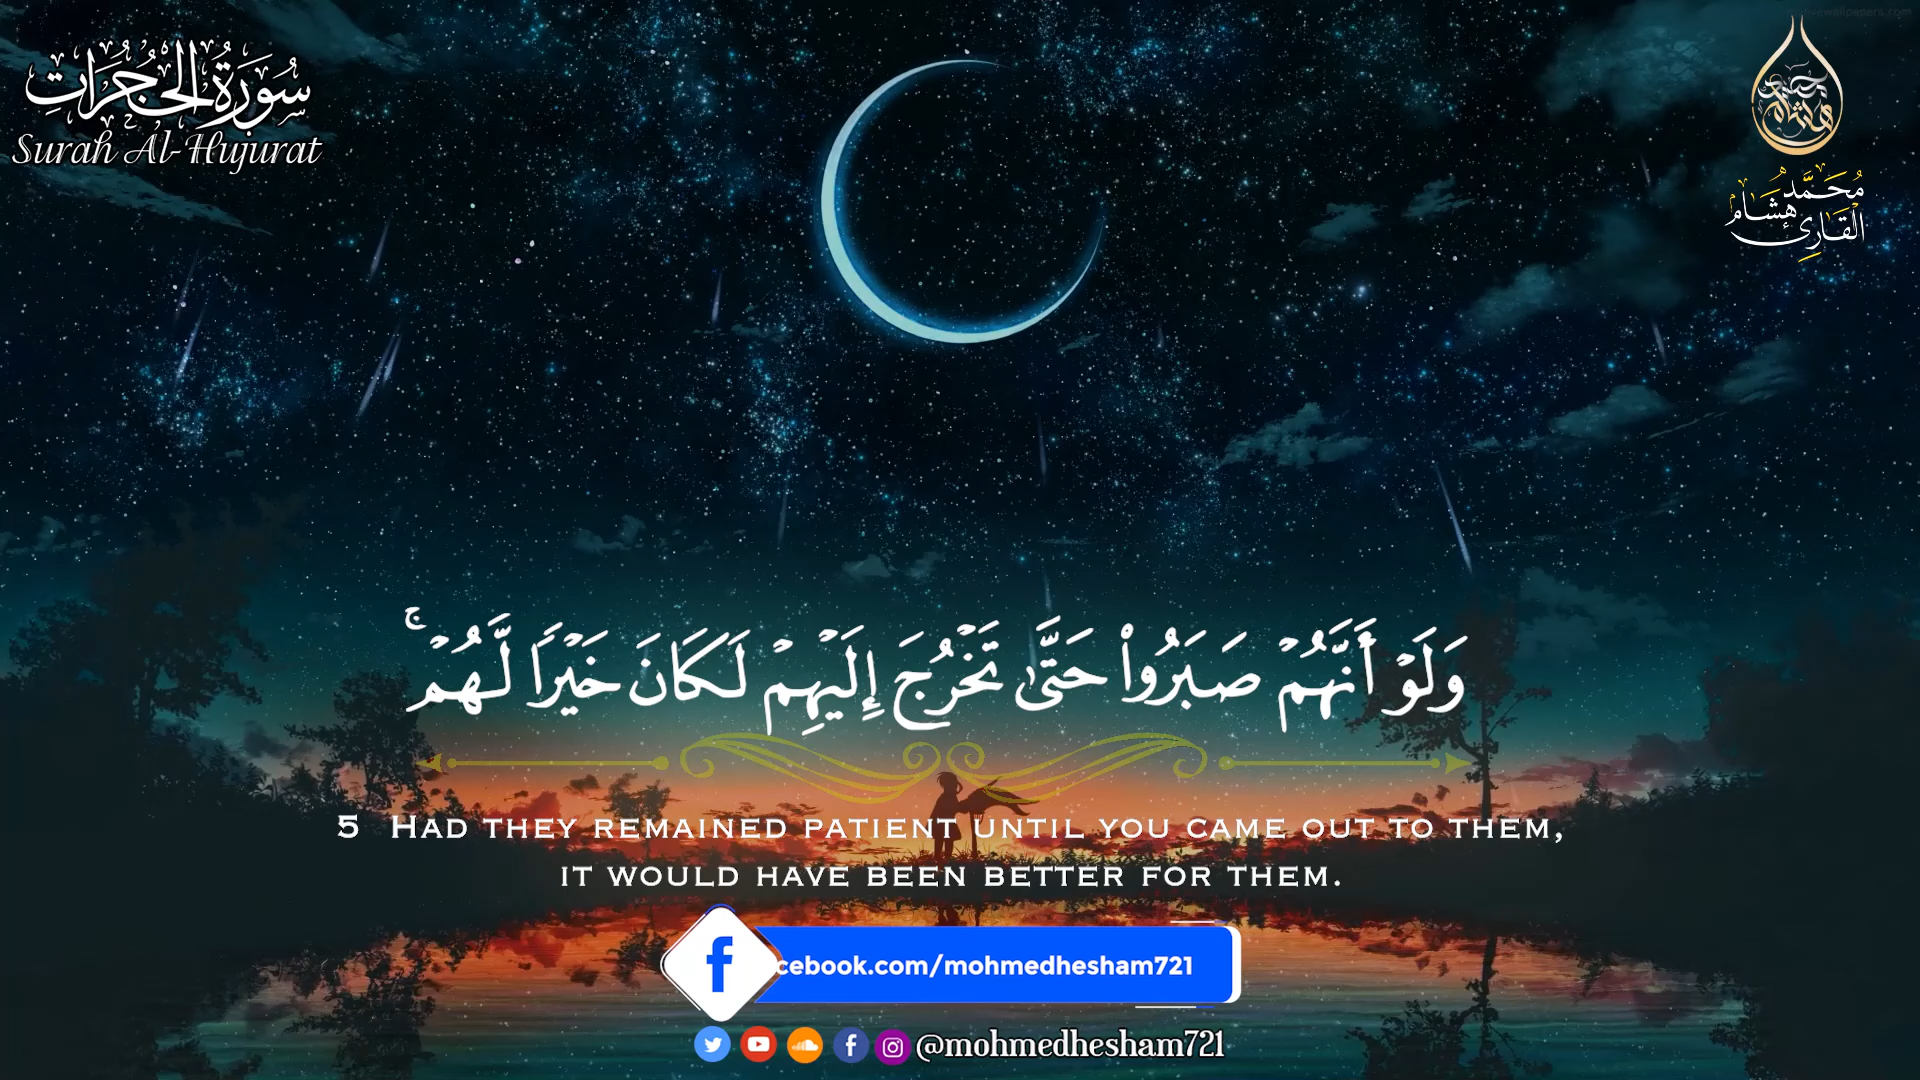 سُورَةُ الحُجُرَاتِ
Surah Al-Hujurat
مُحَمَّد هِشَام
القَارِئ
وَلَوْ أَنَّهُمْ صَبَرُوا۟ حَتَّىٰ تَخْرُجَ إِلَيْهِمْ لَكَانَ خَيْرًۭا لَّهُمْ ۚ
5 Had they remained patient until you came out to them,
it would have been better for them.
cebook.com/mohmedhesham721
@mohmedhesham721